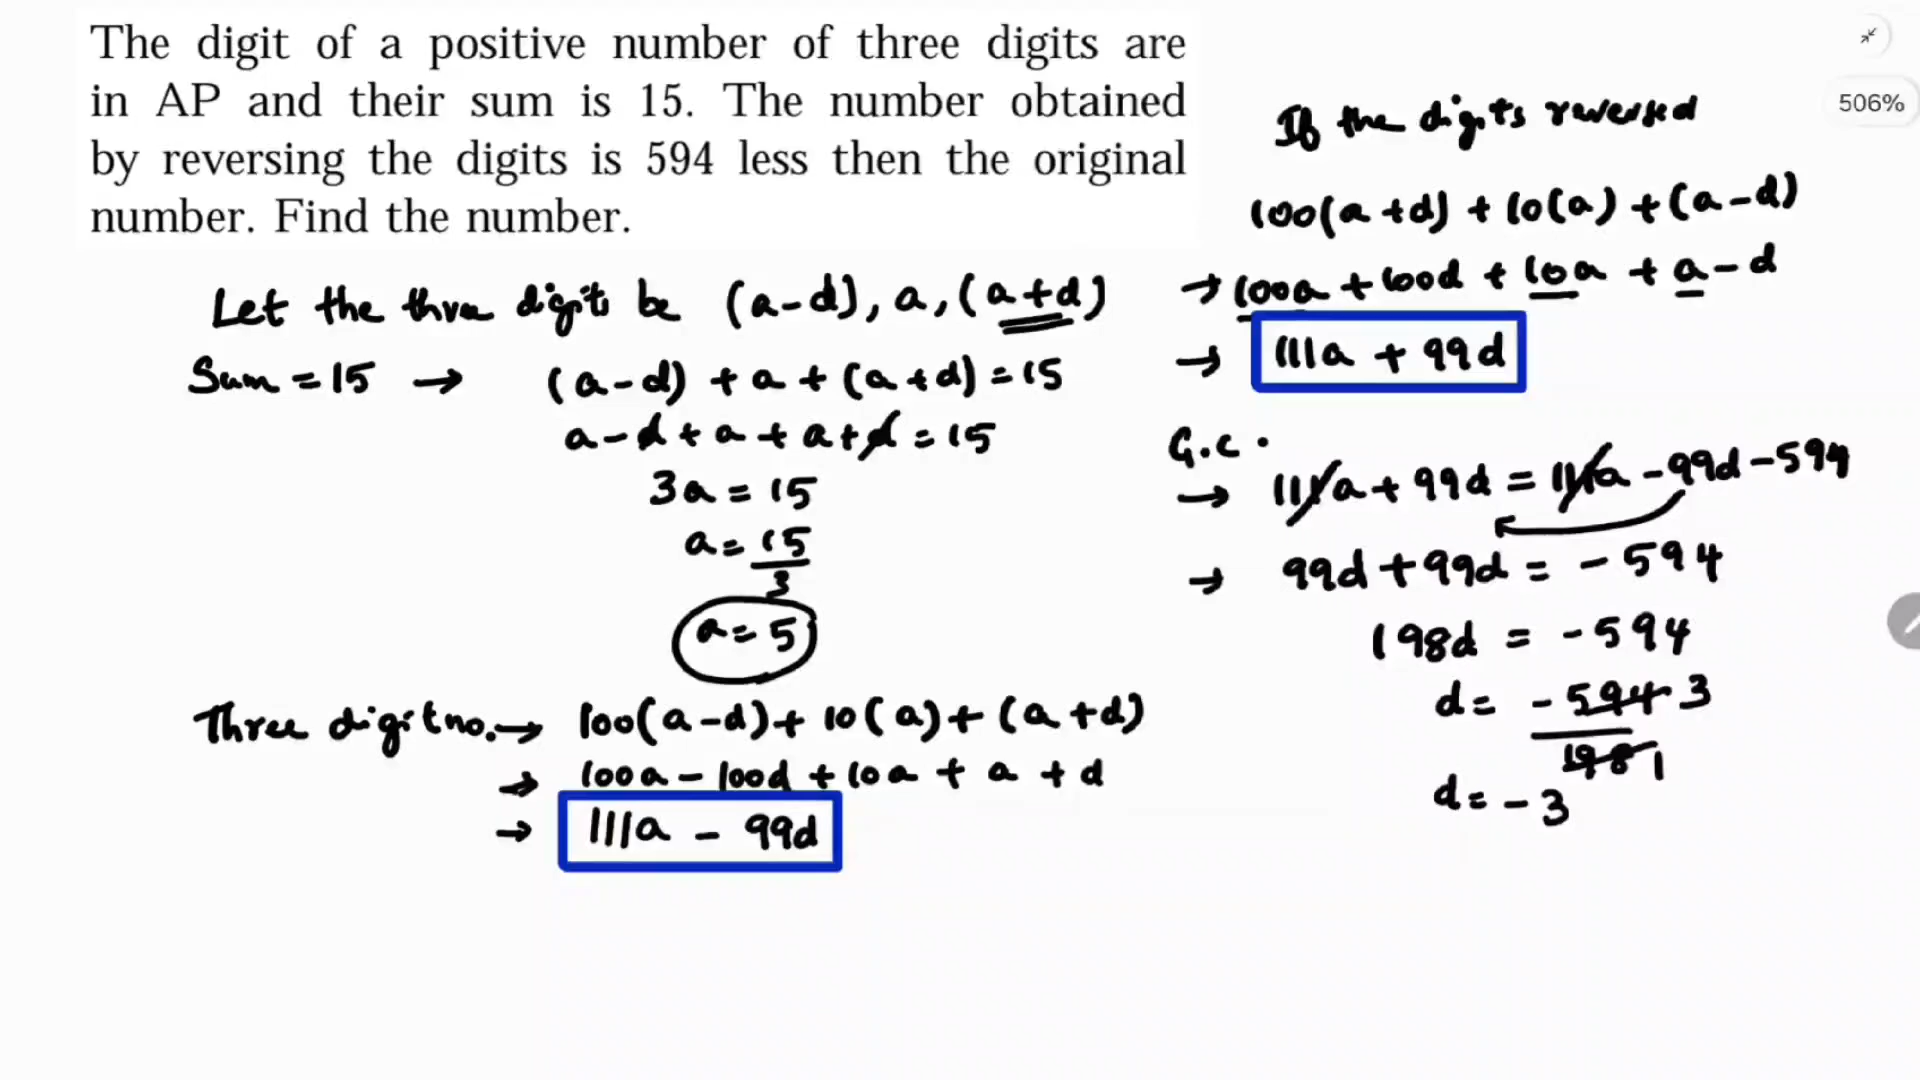 The digit of a positive number of three digits are
in AP and their sum is 15. The number obtained
by reversing the digits is 594 less then the original
number. Find the number.
Let the three digits be (a-d), a, (a+d)
Sum = 15 → (a-d) + a + (a+d) = 15
a-d+a+a+d = 15
3a = 15
a = 15
3
a = 5
Three digit no. → 100(a-d)+10(a)+(a+d)
→ 100a - 100d + 10a + a + d
→ 111a - 99d
506%
If the digits reversed
100(a+d) + 10(a) + (a-d)
→ 100a + 100d + 10a + a - d
→ 111a + 99d
G.C.
→ 111a + 99d = 111a - 99d - 594
→ 99d + 99d = - 594
198d = - 594
d = - 594 3
198 1
d = - 3